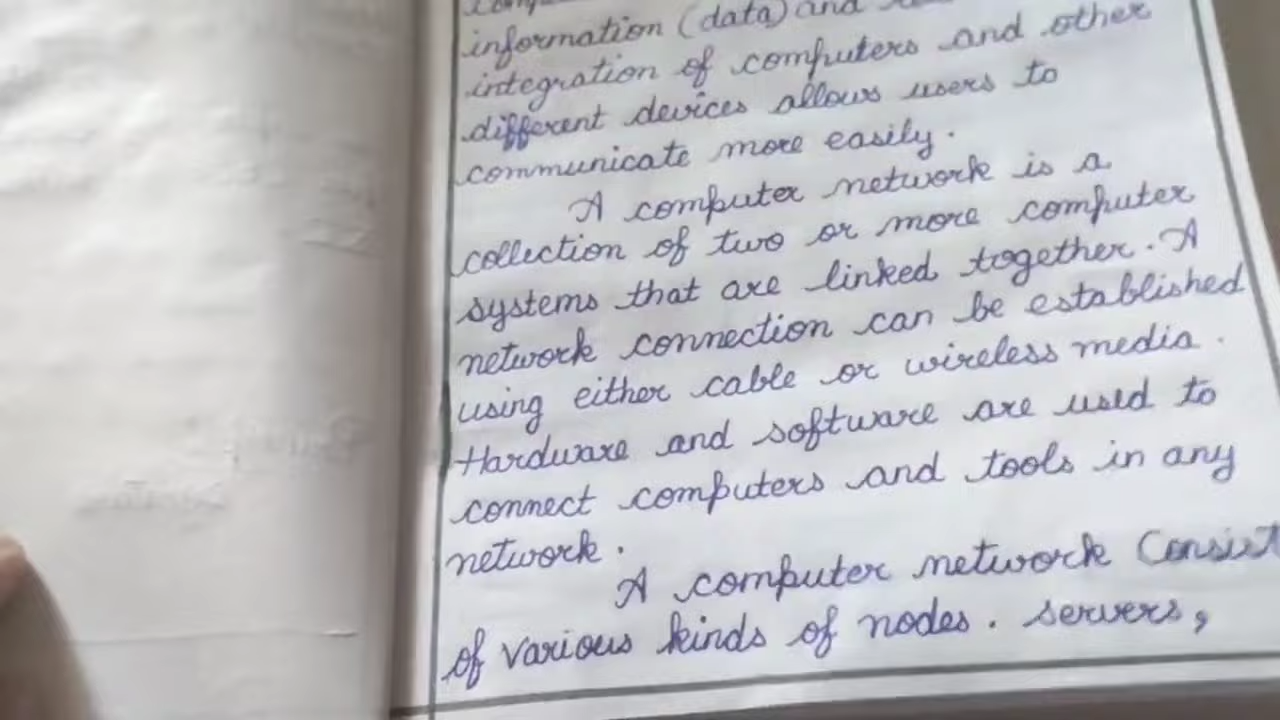 information (data) and
integration of computers and other
different devices allows users to
communicate more easily.
A computer network is a
collection of two or more computer
systems that are linked together. A
network connection can be established
using either cable or wireless media.
Hardware and software are used to
connect computers and tools in any
network.
A computer network Consist
of various kinds of nodes. servers,